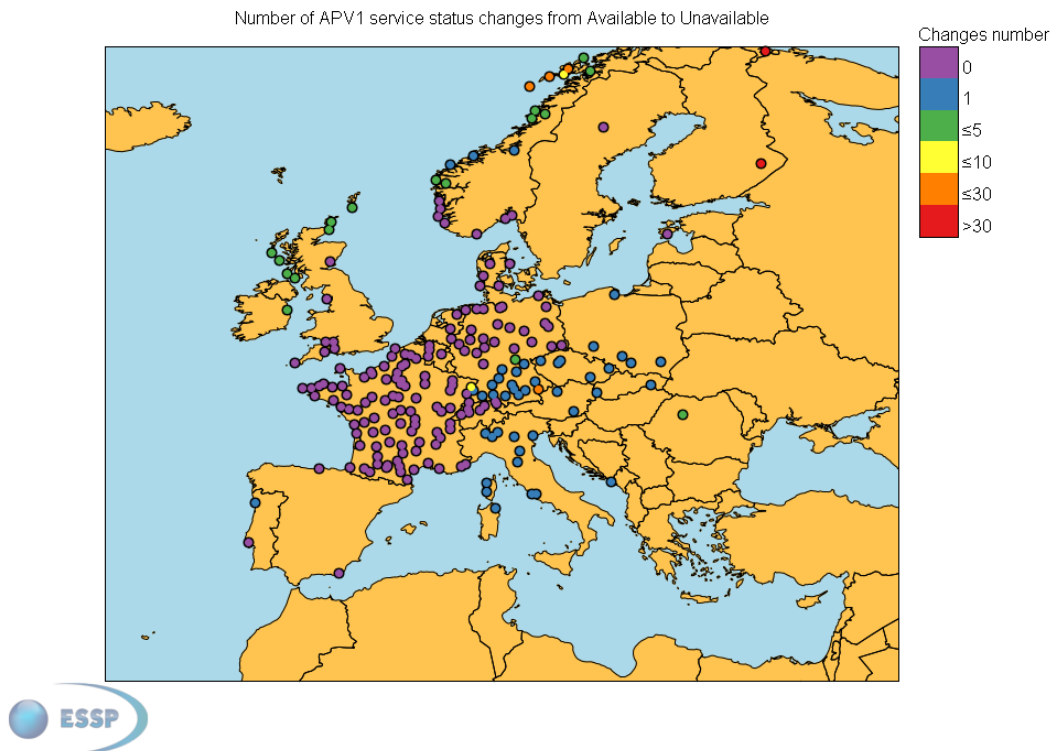 Number of APV1 service status changes from Available to Unavailable
Changes number
0
1
≤5
≤10
≤30
>30
ESSP